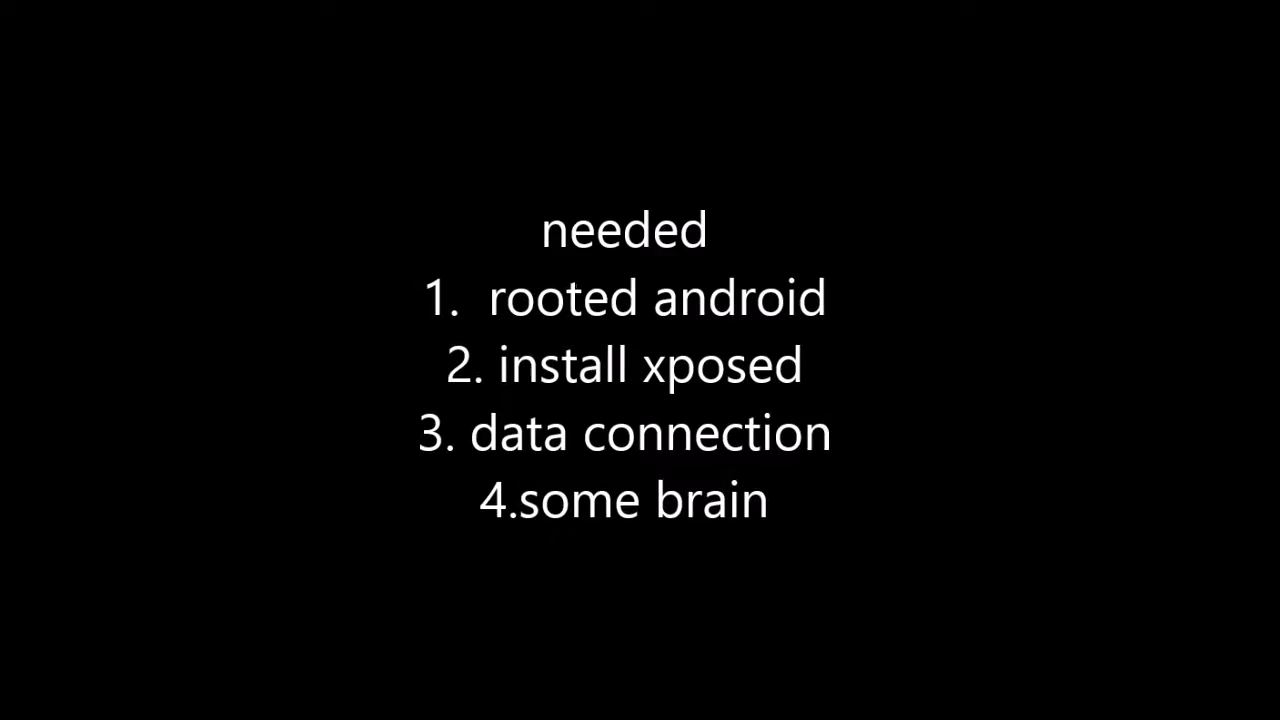 needed
1.  rooted android
2. install xposed
3. data connection
4.some brain